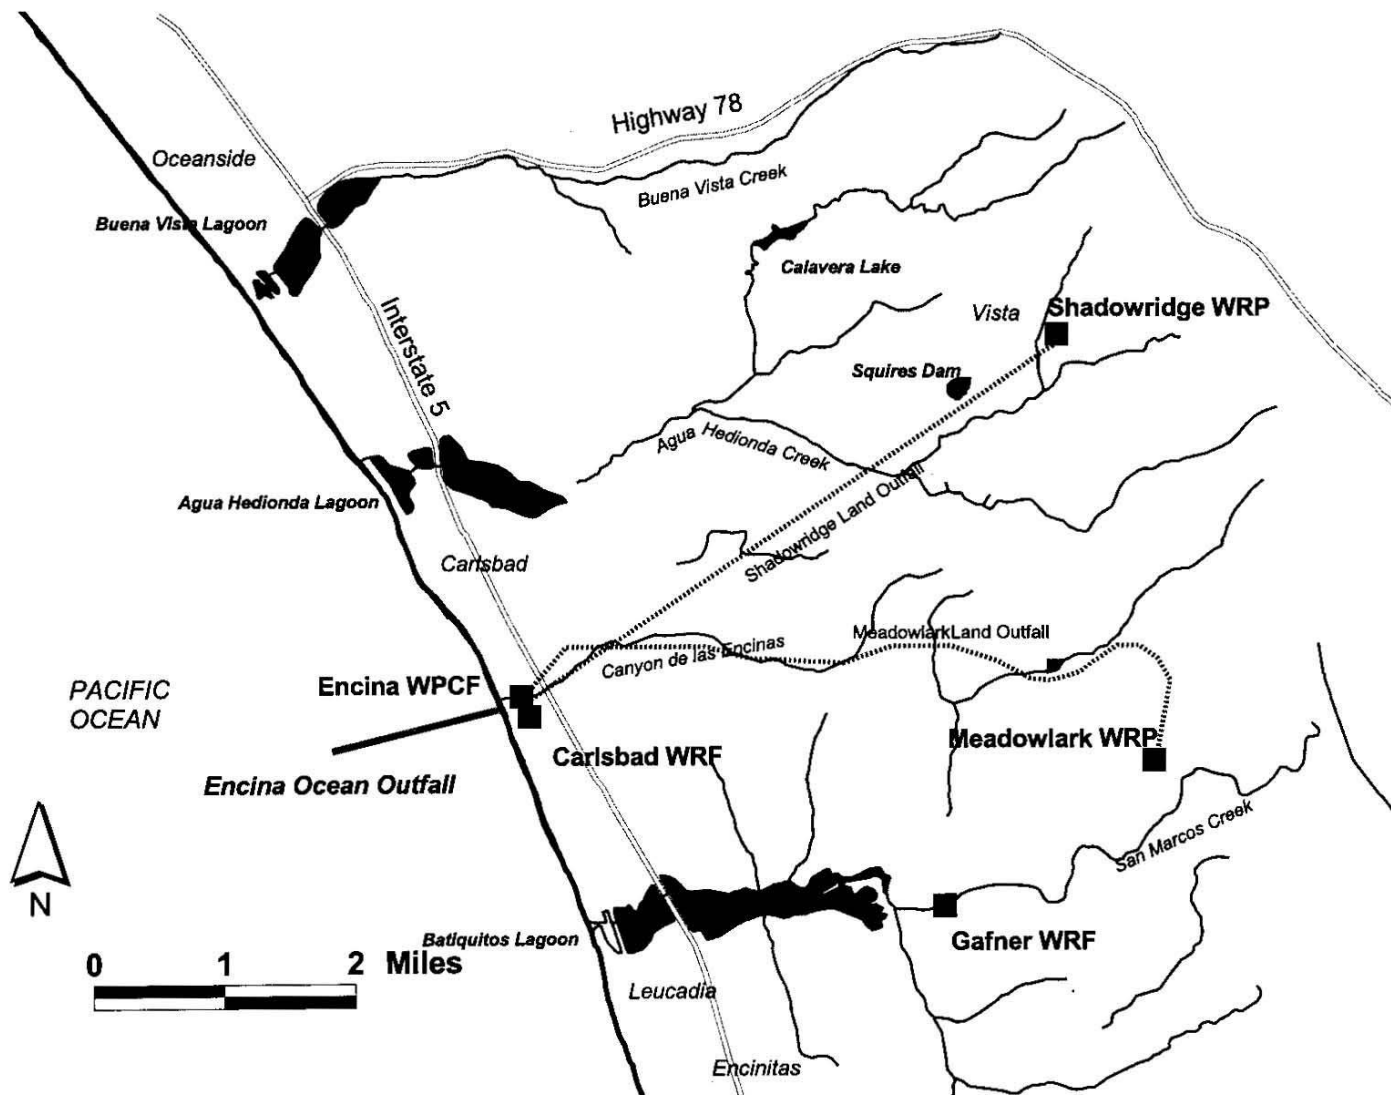 Highway 78
Oceanside
Buena Vista Creek
Buena Vista Lagoon
Calavera Lake
Interstate 5
Vista
Shadowridge WRP
Squires Dam
Agua Hedionda Creek
Agua Hedionda Lagoon
Shadowridge Land Outfall
Carlsbad
MeadowlarkLand Outfall
Canyon de las Encinas
Encina WPCF
PACIFIC
OCEAN
Meadowlark WRP
Carlsbad WRF
Encina Ocean Outfall
San Marcos Creek
N
Batiquitos Lagoon
Gafner WRF
0 1 2 Miles
Leucadia
Encinitas